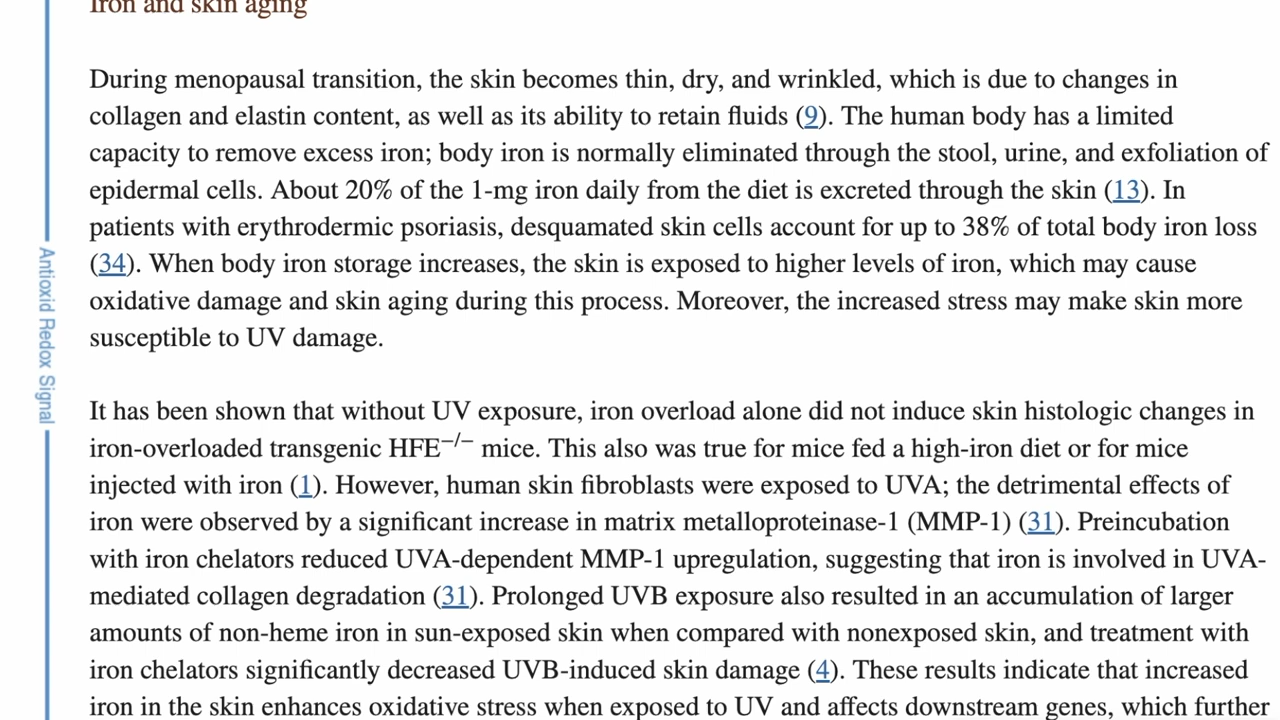 Iron and skin aging
During menopausal transition, the skin becomes thin, dry, and wrinkled, which is due to changes in
collagen and elastin content, as well as its ability to retain fluids (9). The human body has a limited
capacity to remove excess iron; body iron is normally eliminated through the stool, urine, and exfoliation of
epidermal cells. About 20% of the 1-mg iron daily from the diet is excreted through the skin (13). In
patients with erythrodermic psoriasis, desquamated skin cells account for up to 38% of total body iron loss
(34). When body iron storage increases, the skin is exposed to higher levels of iron, which may cause
oxidative damage and skin aging during this process. Moreover, the increased stress may make skin more
susceptible to UV damage.
It has been shown that without UV exposure, iron overload alone did not induce skin histologic changes in
iron-overloaded transgenic HFE−/− mice. This also was true for mice fed a high-iron diet or for mice
injected with iron (1). However, human skin fibroblasts were exposed to UVA; the detrimental effects of
iron were observed by a significant increase in matrix metalloproteinase-1 (MMP-1) (31). Preincubation
with iron chelators reduced UVA-dependent MMP-1 upregulation, suggesting that iron is involved in UVA-
mediated collagen degradation (31). Prolonged UVB exposure also resulted in an accumulation of larger
amounts of non-heme iron in sun-exposed skin when compared with nonexposed skin, and treatment with
iron chelators significantly decreased UVB-induced skin damage (4). These results indicate that increased
iron in the skin enhances oxidative stress when exposed to UV and affects downstream genes, which further
Antioxid Redox Signal